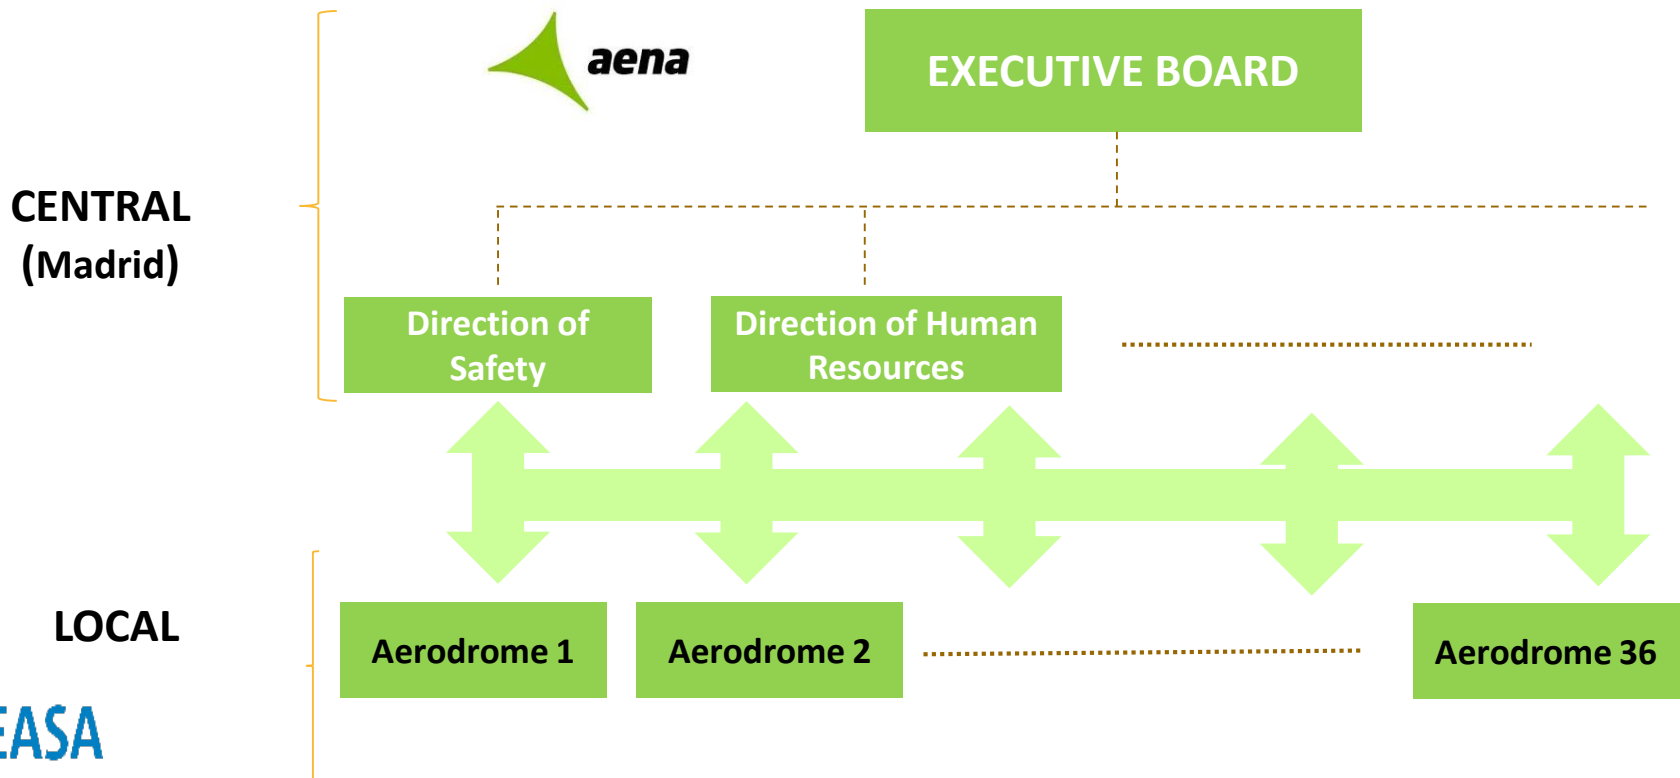 aena
EXECUTIVE BOARD
CENTRAL
(Madrid)
Direction of
Safety
Direction of Human
Resources
LOCAL
Aerodrome 1
Aerodrome 2
Aerodrome 36
EASA